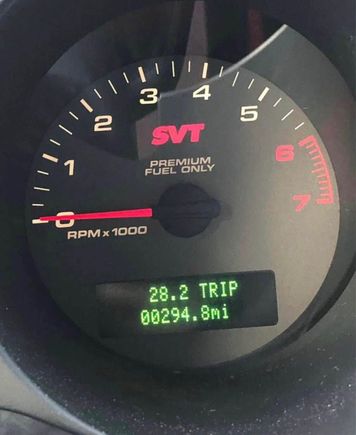 3
4
2
5
SVT
1
6
PREMIUM
FUEL ONLY
7
0
RPM x 1000
28.2 TRIP
00294.8mi